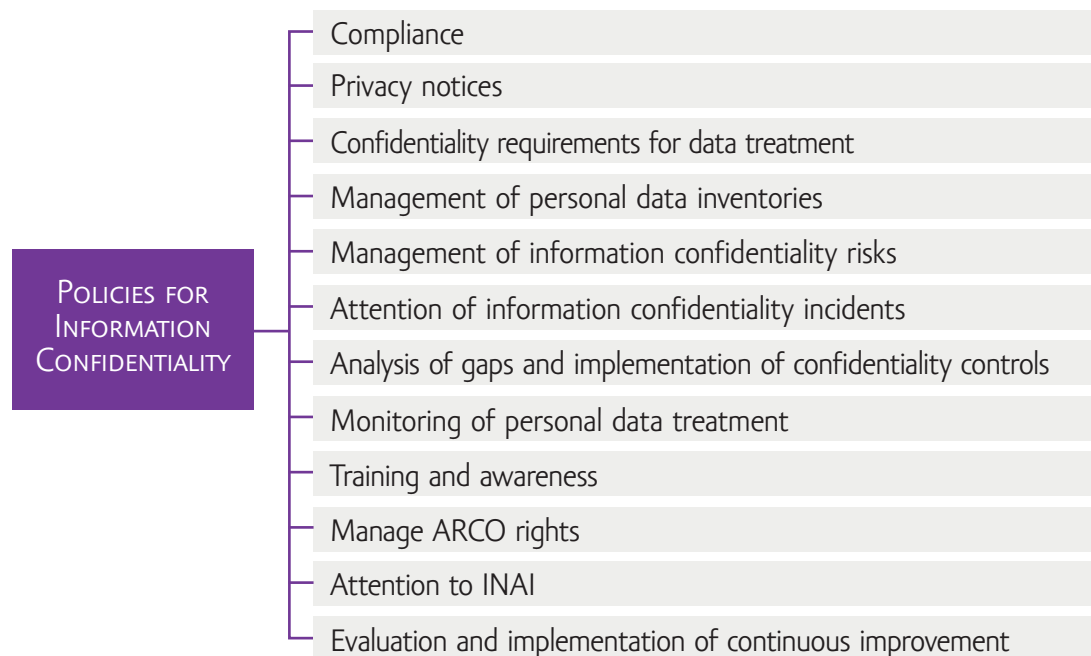 Compliance
Privacy notices
Confidentiality requirements for data treatment
Management of personal data inventories
Management of information confidentiality risks
POLICIES FOR
INFORMATION
CONFIDENTIALITY
Attention of information confidentiality incidents
Analysis of gaps and implementation of confidentiality controls
Monitoring of personal data treatment
Training and awareness
Manage ARCO rights
Attention to INAI
Evaluation and implementation of continuous improvement